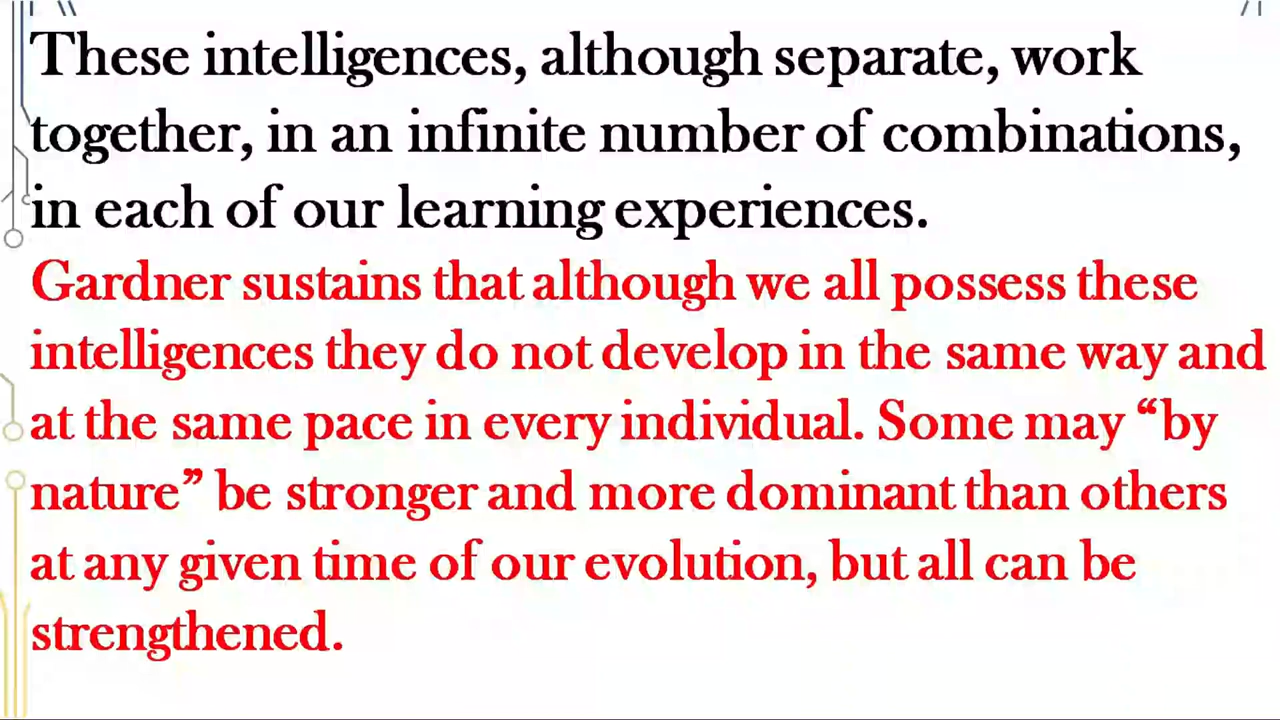 These intelligences, although separate, work
together, in an infinite number of combinations,
in each of our learning experiences.
Gardner sustains that although we all possess these
intelligences they do not develop in the same way and
at the same pace in every individual. Some may “by
nature” be stronger and more dominant than others
at any given time of our evolution, but all can be
strengthened.